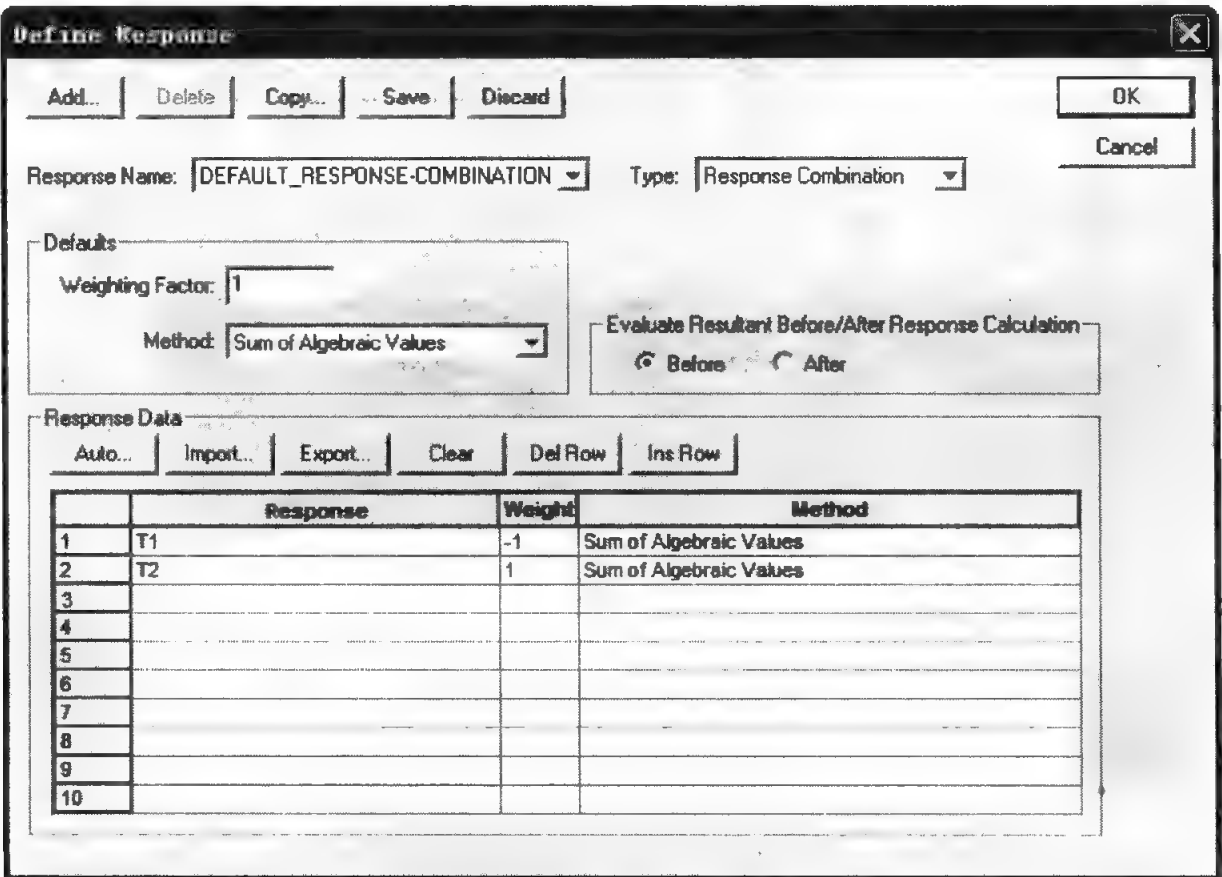 Define Response
Add... Delete Copy... Save Discard OK
Cancel
Response Name: DEFAULT_RESPONSE-COMBINATION Type: Response Combination
Defaults
Weighting Factor: 1
Method: Sum of Algebraic Values
Evaluate Resultant Before/After Response Calculation
Before After
Response Data
Auto... Import... Export... Clear Del Row Ins Row
Response Weight Method
1 T1 -1 Sum of Algebraic Values
2 T2 1 Sum of Algebraic Values
3
4
5
6
7
8
9
10